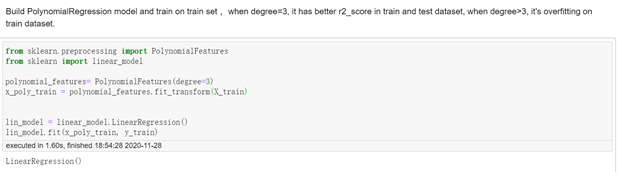 Build PolynomialRegression model and train on train set ,  when degree=3, it has better r2_score in train and test dataset, when degree>3, it's overfitting on
train dataset.
from sklearn.preprocessing import PolynomialFeatures
from sklearn import linear_model
polynomial_features= PolynomialFeatures(degree=3)
x_poly_train = polynomial_features.fit_transform(X_train)
lin_model = linear_model.LinearRegression()
lin_model.fit(x_poly_train, y_train)
executed in 1.60s, finished 18:54:28 2020-11-28
LinearRegression()